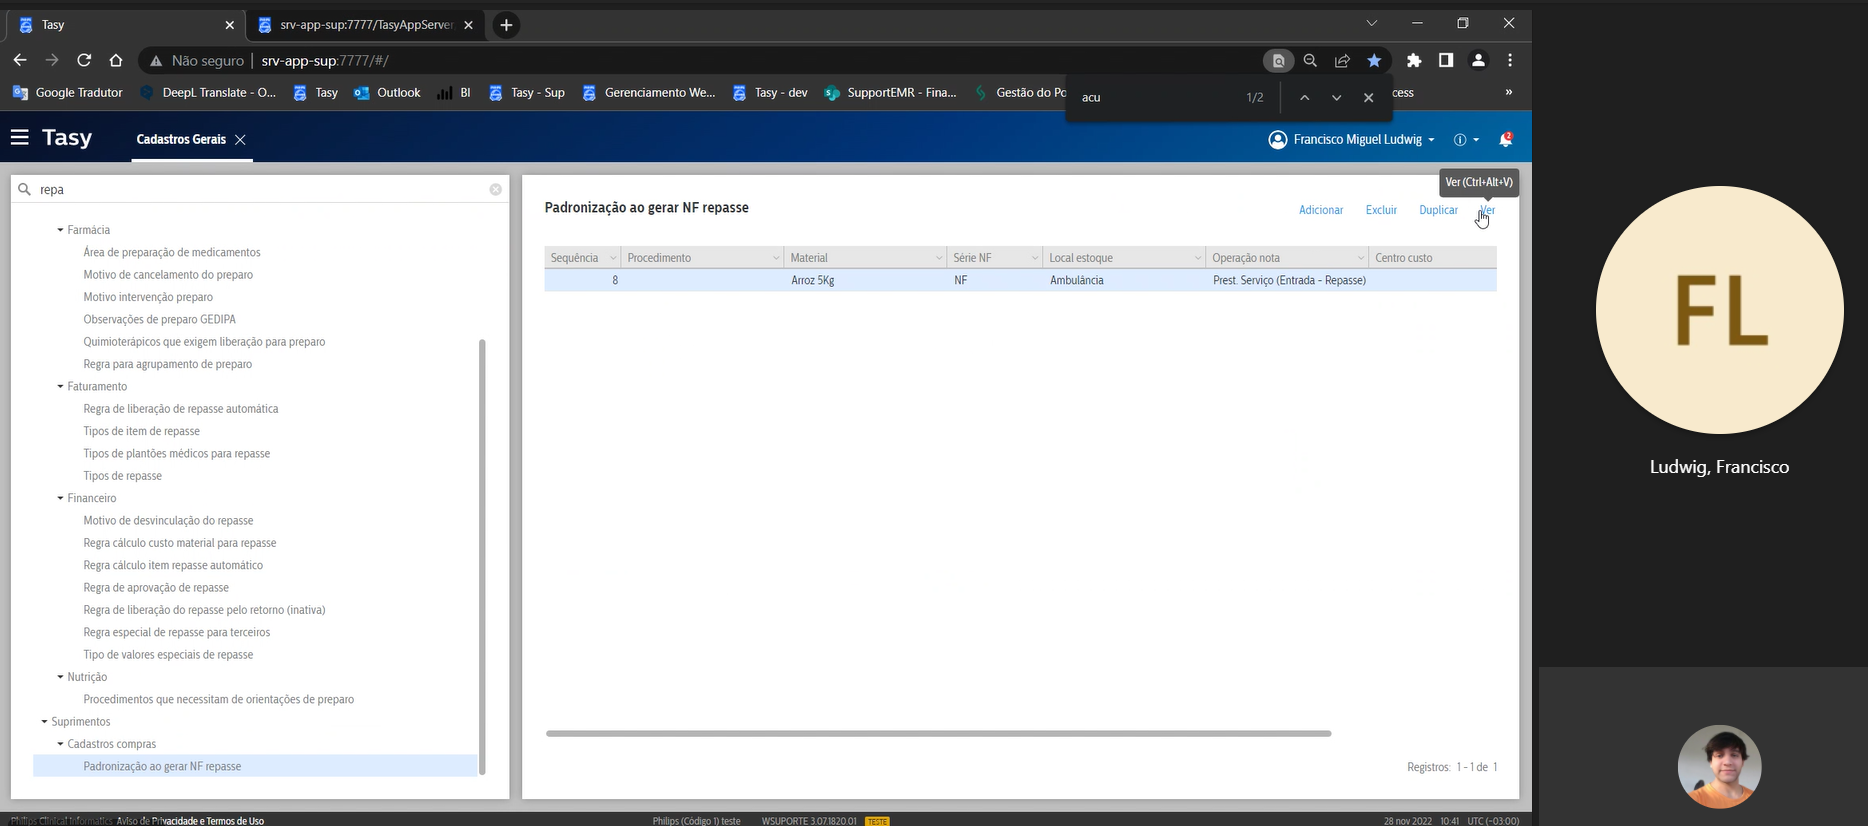 Tasy
srv-app-sup:7777/TasyAppServer
Não seguro
srv-app-sup:7777/#/
Google Tradutor
DeepL Translate - O...
Tasy
Outlook
BI
Tasy - Sup
Gerenciamento We...
Tasy - dev
SupportEMR - Fina...
Gestão do Po
cess
»
acu
1/2
Tasy
Cadastros Gerais
Francisco Miguel Ludwig
2
Ver (Ctrl+Alt+V)
repa
Farmácia
Área de preparação de medicamentos
Motivo de cancelamento do preparo
Motivo intervenção preparo
Observações de preparo GEDIPA
Quimioterápicos que exigem liberação para preparo
Regra para agrupamento de preparo
Faturamento
Regra de liberação de repasse automática
Tipos de item de repasse
Tipos de plantões médicos para repasse
Tipos de repasse
Financeiro
Motivo de desvinculação do repasse
Regra cálculo custo material para repasse
Regra cálculo item repasse automático
Regra de aprovação de repasse
Regra de liberação do repasse pelo retorno (inativa)
Regra especial de repasse para terceiros
Tipo de valores especiais de repasse
Nutrição
Procedimentos que necessitam de orientações de preparo
Suprimentos
Cadastros compras
Padronização ao gerar NF repasse
Padronização ao gerar NF repasse
Adicionar Excluir Duplicar Ver
Sequência Procedimento Material Série NF Local estoque Operação nota Centro custo
8 Arroz 5Kg NF Ambulância Prest. Serviço (Entrada - Repasse)
Registros: 1 - 1 de 1
Philips Clinical Informatics Aviso de Privacidade e Termos de Uso
Philips (Código 1) teste WSUPORTE 3.07.1820.01 TESTE
28 nov 2022 10:41 UTC (-03:00)
FL
Ludwig, Francisco